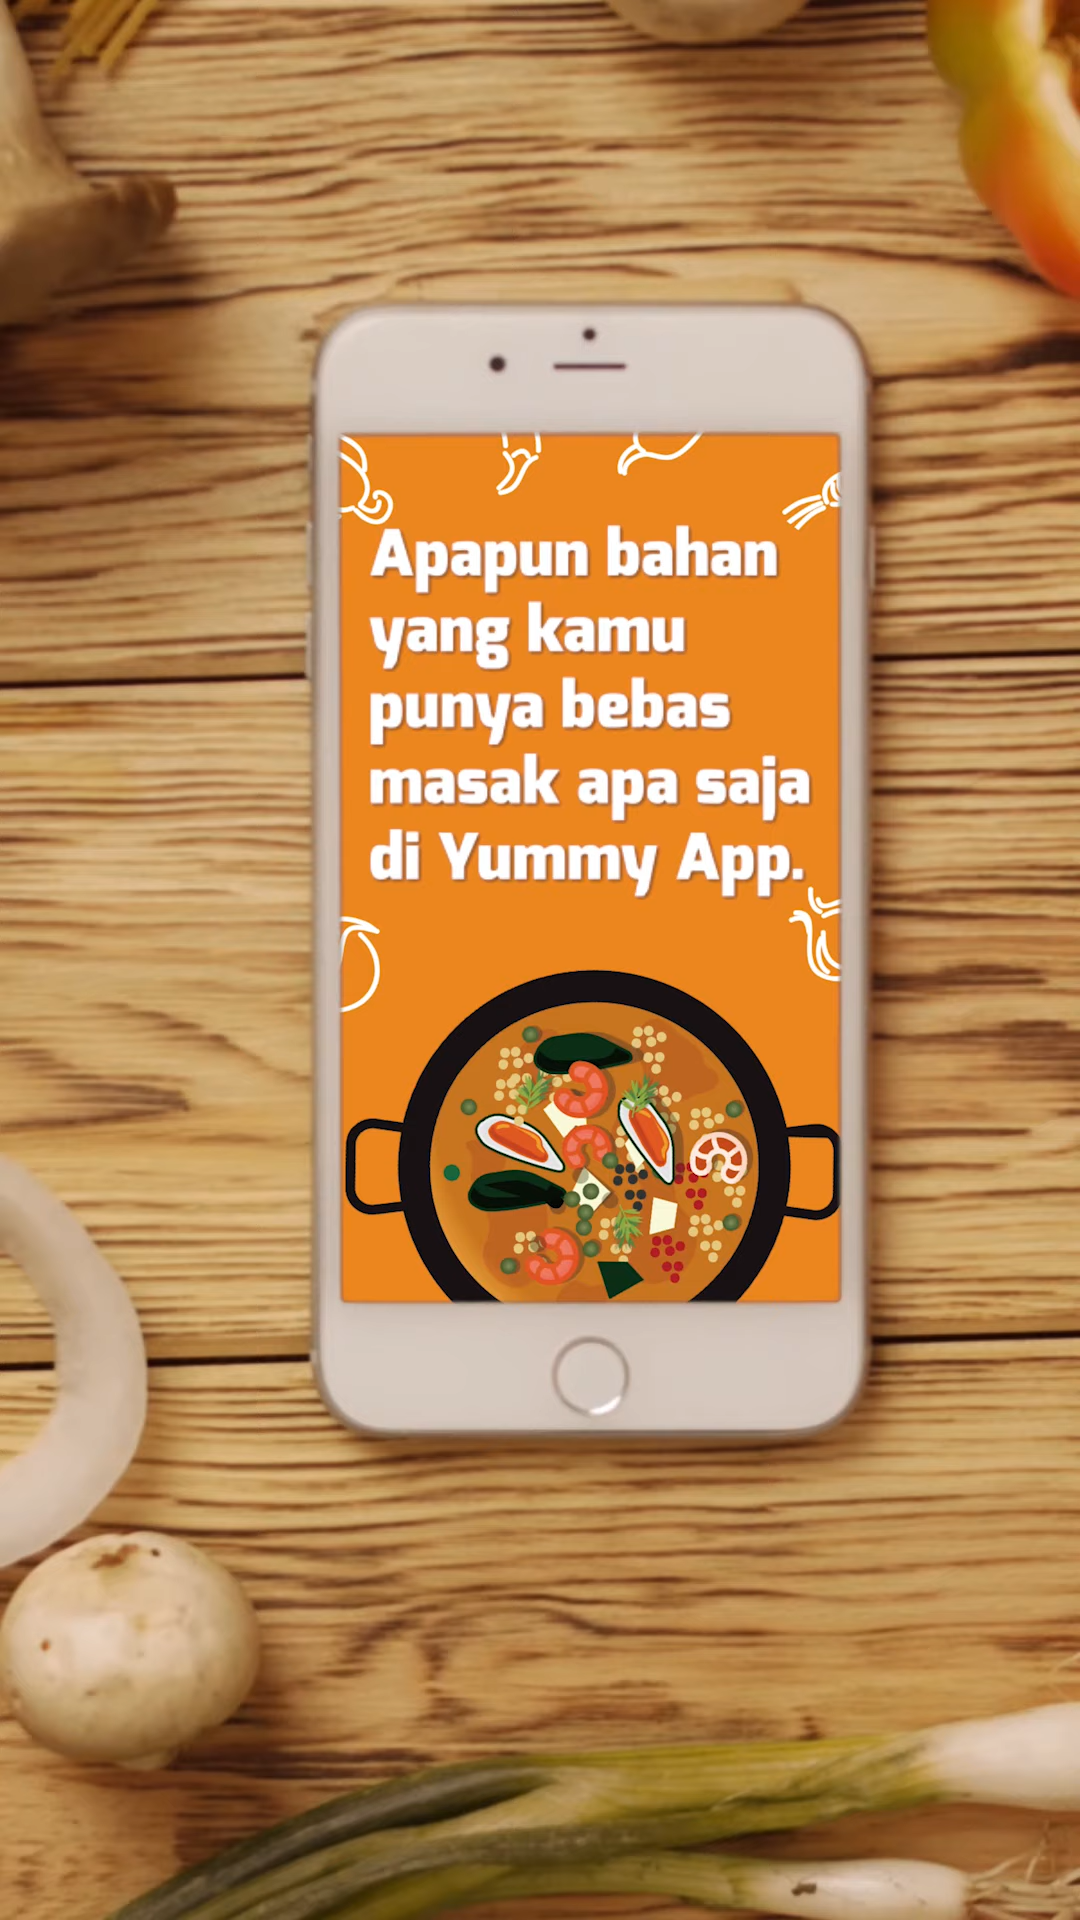 Apapun bahan
yang kamu
punya bebas
masak apa saja
di Yummy App.